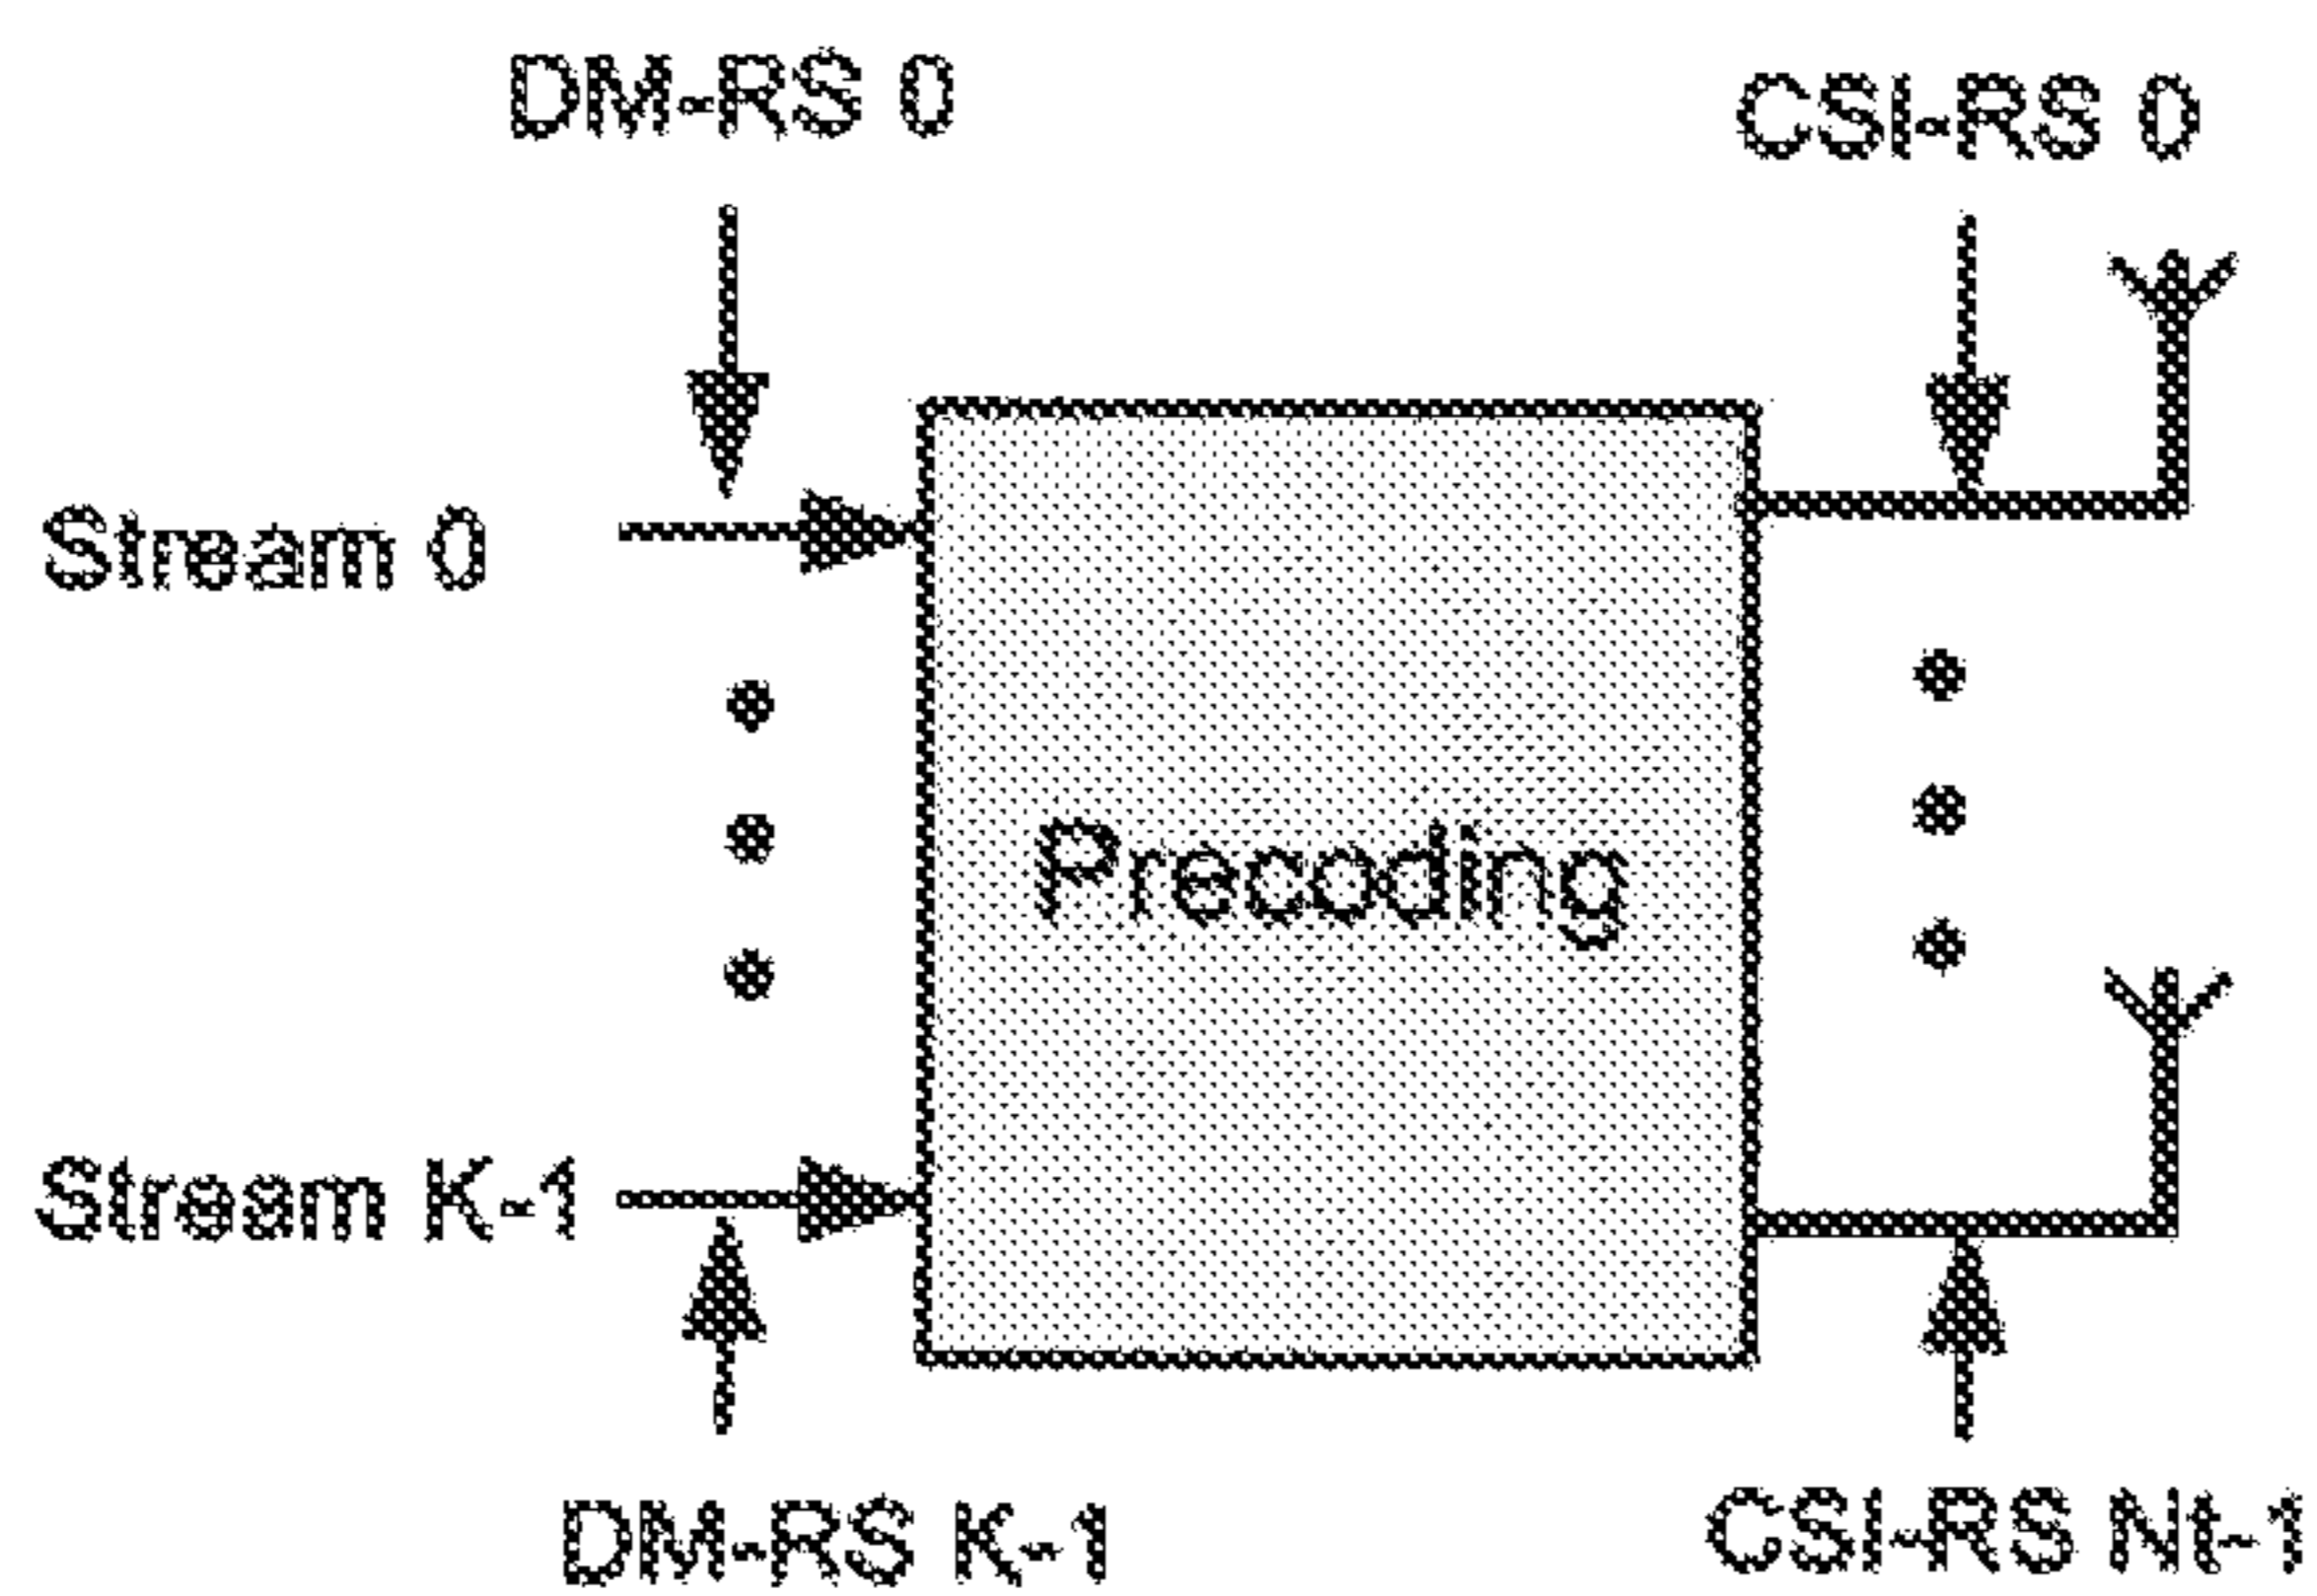 DM-RS 0
CSI-RS 0
Stream 0
Precoding
Stream K-1
DM-RS K-1
CSI-RS Nt-1